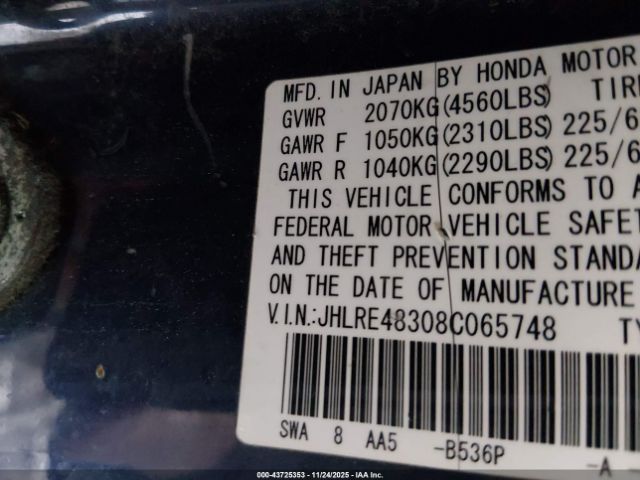 MFD. IN JAPAN BY HONDA MOTOR
GVWR 2070KG(4560LBS) TIR
GAWR F 1050KG(2310LBS) 225/6
GAWR R 1040KG(2290LBS) 225/6
THIS VEHICLE CONFORMS TO A
FEDERAL MOTOR VEHICLE SAFET
AND THEFT PREVENTION STANDA
ON THE DATE OF MANUFACTURE
V.I.N.:JHLRE48308C065748 TY
SWA 8 AA5 -B536P -A
000-43725353 - 11/24/2025 - IAAI.COM